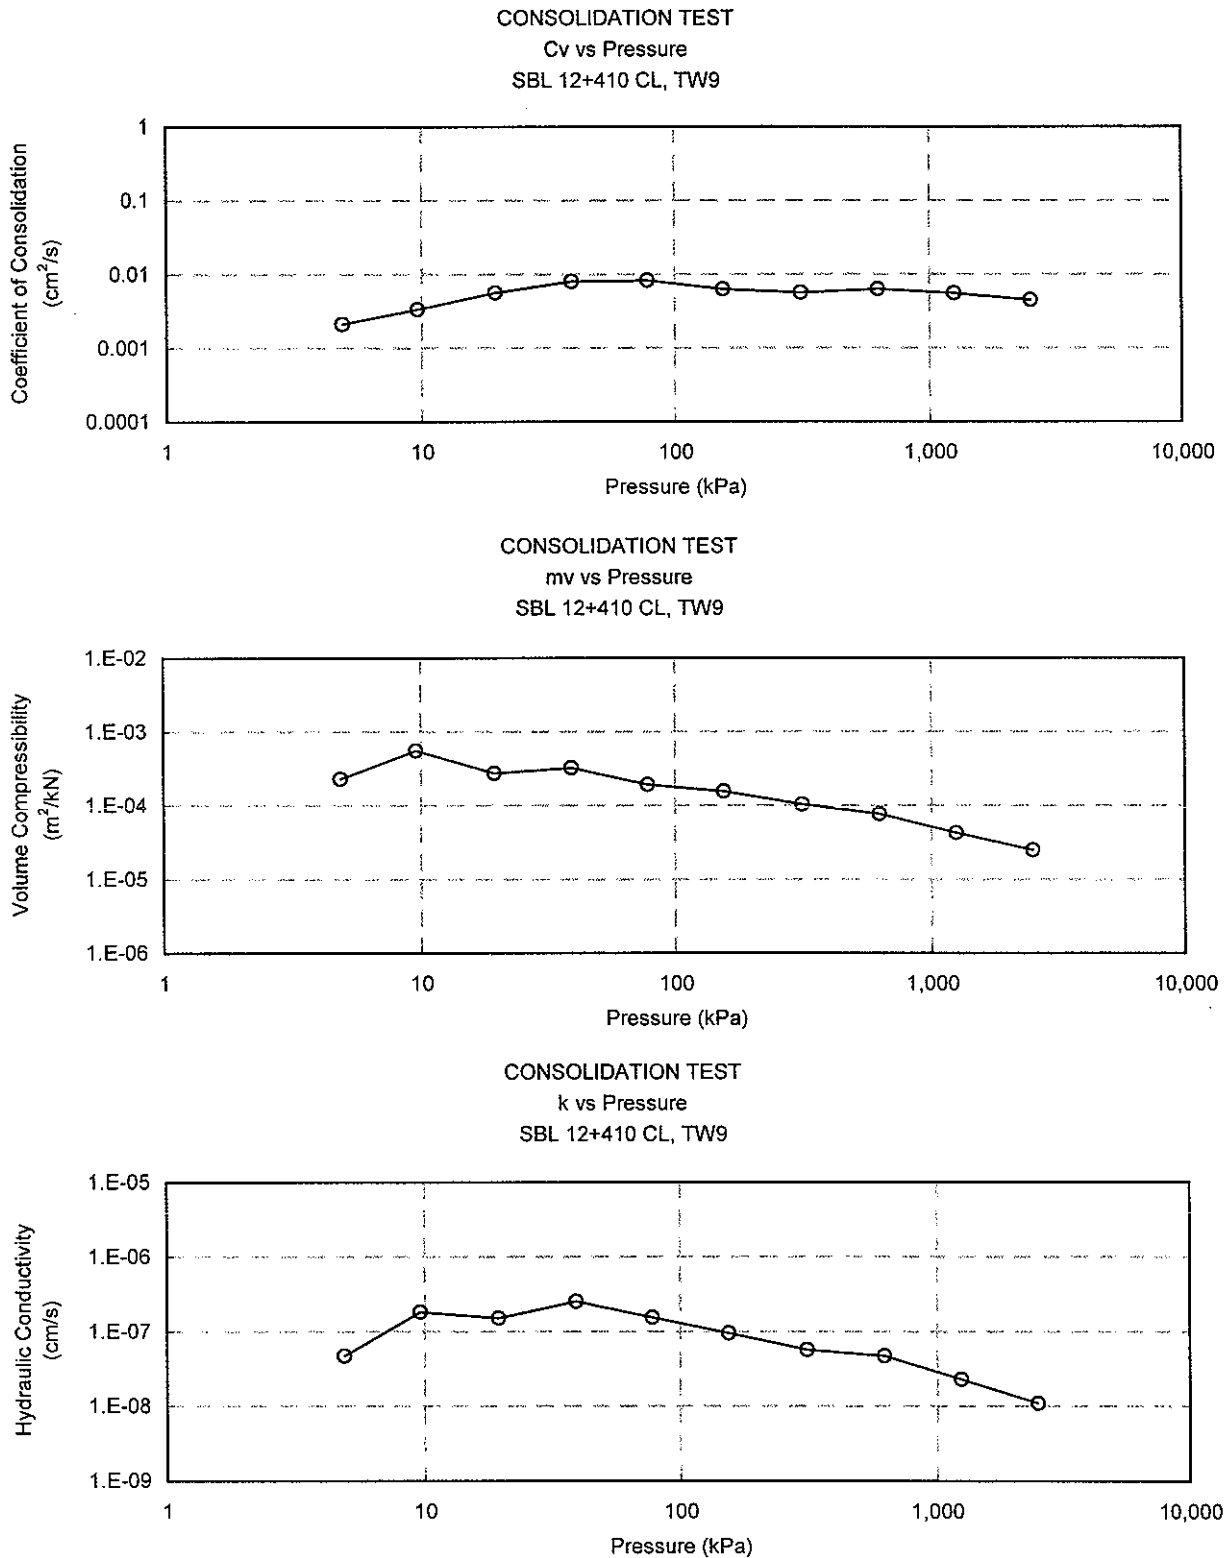 CONSOLIDATION TEST
Cv vs Pressure
SBL 12+410 CL, TW9
Coefficient of Consolidation
(cm²/s)
1
0.1
0.01
0.001
0.0001
1 10 100 1,000 10,000
Pressure (kPa)
CONSOLIDATION TEST
mv vs Pressure
SBL 12+410 CL, TW9
Volume Compressibility
(m²/kN)
1.E-02
1.E-03
1.E-04
1.E-05
1.E-06
1 10 100 1,000 10,000
Pressure (kPa)
CONSOLIDATION TEST
k vs Pressure
SBL 12+410 CL, TW9
Hydraulic Conductivity
(cm/s)
1.E-05
1.E-06
1.E-07
1.E-08
1.E-09
1 10 100 1,000 10,000
Pressure (kPa)